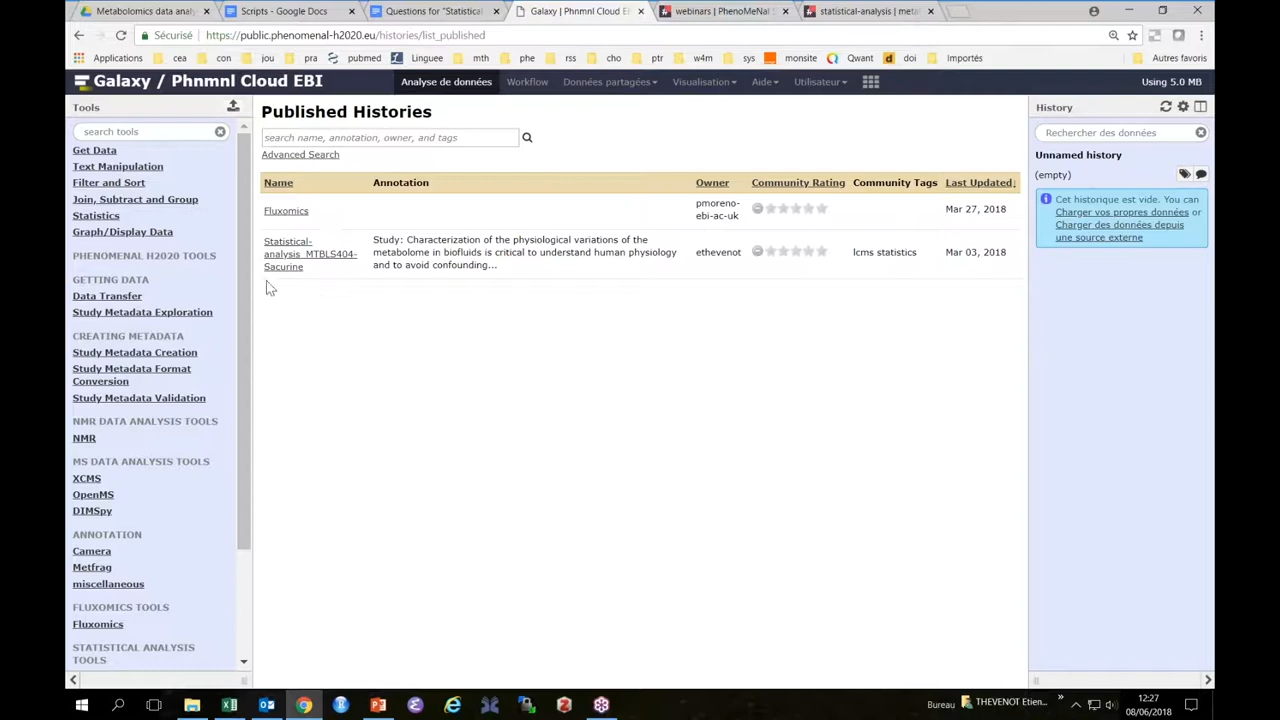 Metabolomics data analy
Scripts - Google Docs
Questions for "Statistical
Galaxy | Phnmnl Cloud EB
webinars | PhenoMeNal S
statistical-analysis | meta
Sécurisé
https://public.phenomenal-h2020.eu/histories/list_published
Applications cea con jou pra pubmed Linguee mth phe rss cho ptr w4m sys monsite Qwant doi Importés Autres favoris
Galaxy / Phnmnl Cloud EBI
Analyse de données Workflow Données partagées Visualisation Aide Utilisateur
Using 5.0 MB
Tools
search tools
Get Data
Text Manipulation
Filter and Sort
Join, Subtract and Group
Statistics
Graph/Display Data
PHENOMENAL H2020 TOOLS
GETTING DATA
Data Transfer
Study Metadata Exploration
CREATING METADATA
Study Metadata Creation
Study Metadata Format
Conversion
Study Metadata Validation
NMR DATA ANALYSIS TOOLS
NMR
MS DATA ANALYSIS TOOLS
XCMS
OpenMS
DIMSpy
ANNOTATION
Camera
Metfrag
miscellaneous
FLUXOMICS TOOLS
Fluxomics
STATISTICAL ANALYSIS
TOOLS
Published Histories
search name, annotation, owner, and tags
Advanced Search
Name Annotation Owner Community Rating Community Tags Last Updated↓
Fluxomics
pmoreno-
ebi-ac-uk
Mar 27, 2018
Statistical-
analysis_MTBLS404-
Sacurine
Study: Characterization of the physiological variations of the
metabolome in biofluids is critical to understand human physiology
and to avoid confounding...
ethevenot
lcms statistics
Mar 03, 2018
History
Rechercher des données
Unnamed history
(empty)
Cet historique est vide. You can
Charger vos propres données or
Charger des données depuis
une source externe
Bureau
THEVENOT Etien...
12:27
08/06/2018